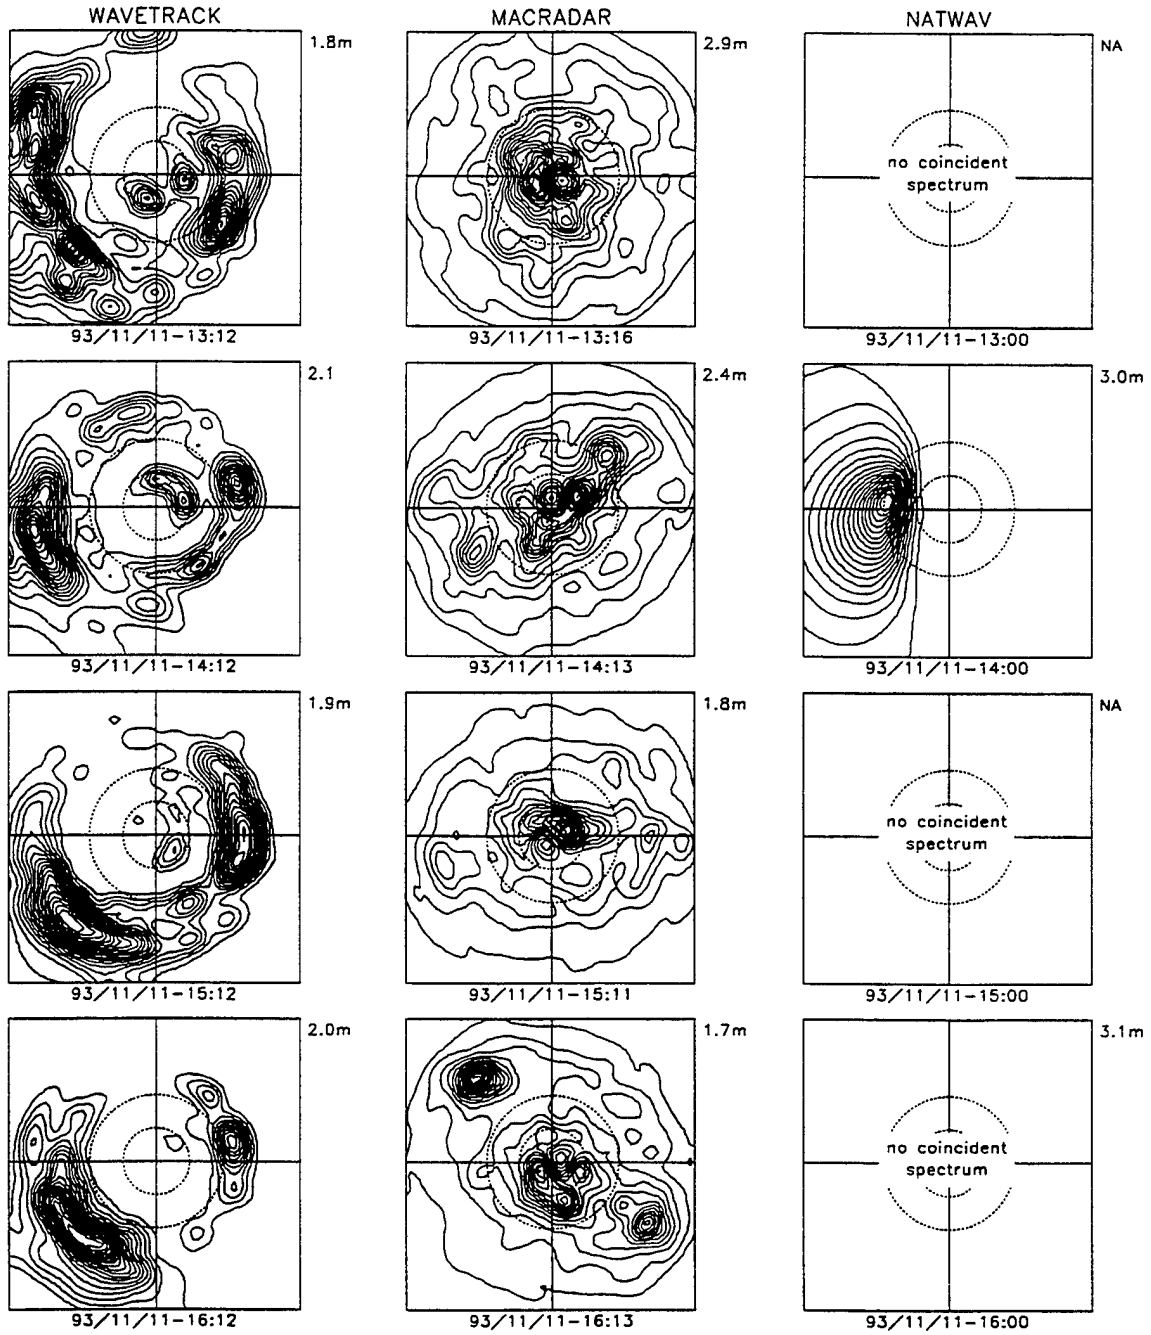 WAVETRACK
MACRADAR
NATWAV
1.8m
2.9m
NA
no coincident
spectrum
93/11/11-13:12
93/11/11-13:16
93/11/11-13:00
2.1
2.4m
3.0m
93/11/11-14:12
93/11/11-14:13
93/11/11-14:00
1.9m
1.8m
NA
no coincident
spectrum
93/11/11-15:12
93/11/11-15:11
93/11/11-15:00
2.0m
1.7m
3.1m
no coincident
spectrum
93/11/11-16:12
93/11/11-16:13
93/11/11-16:00